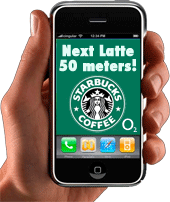 Next Latte
50 meters!
STARBUCKS
COFFEE
O2